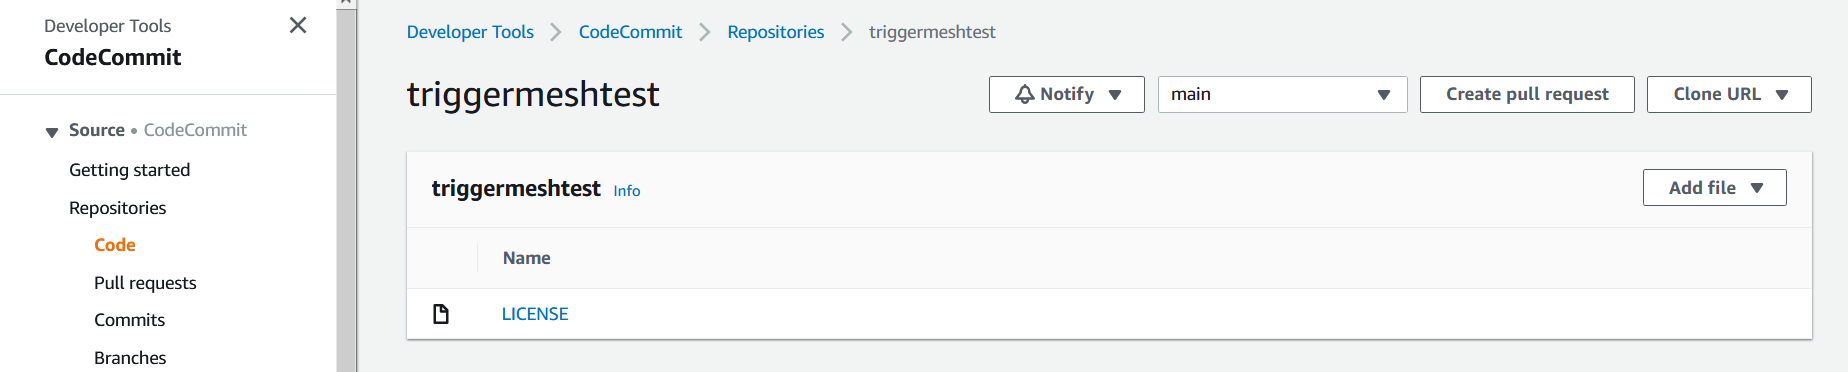 Developer Tools
CodeCommit
Source • CodeCommit
Getting started
Repositories
Code
Pull requests
Commits
Branches
Developer Tools > CodeCommit > Repositories > triggermeshtest
triggermeshtest
Notify
main
Create pull request
Clone URL
triggermeshtest Info
Add file
Name
LICENSE